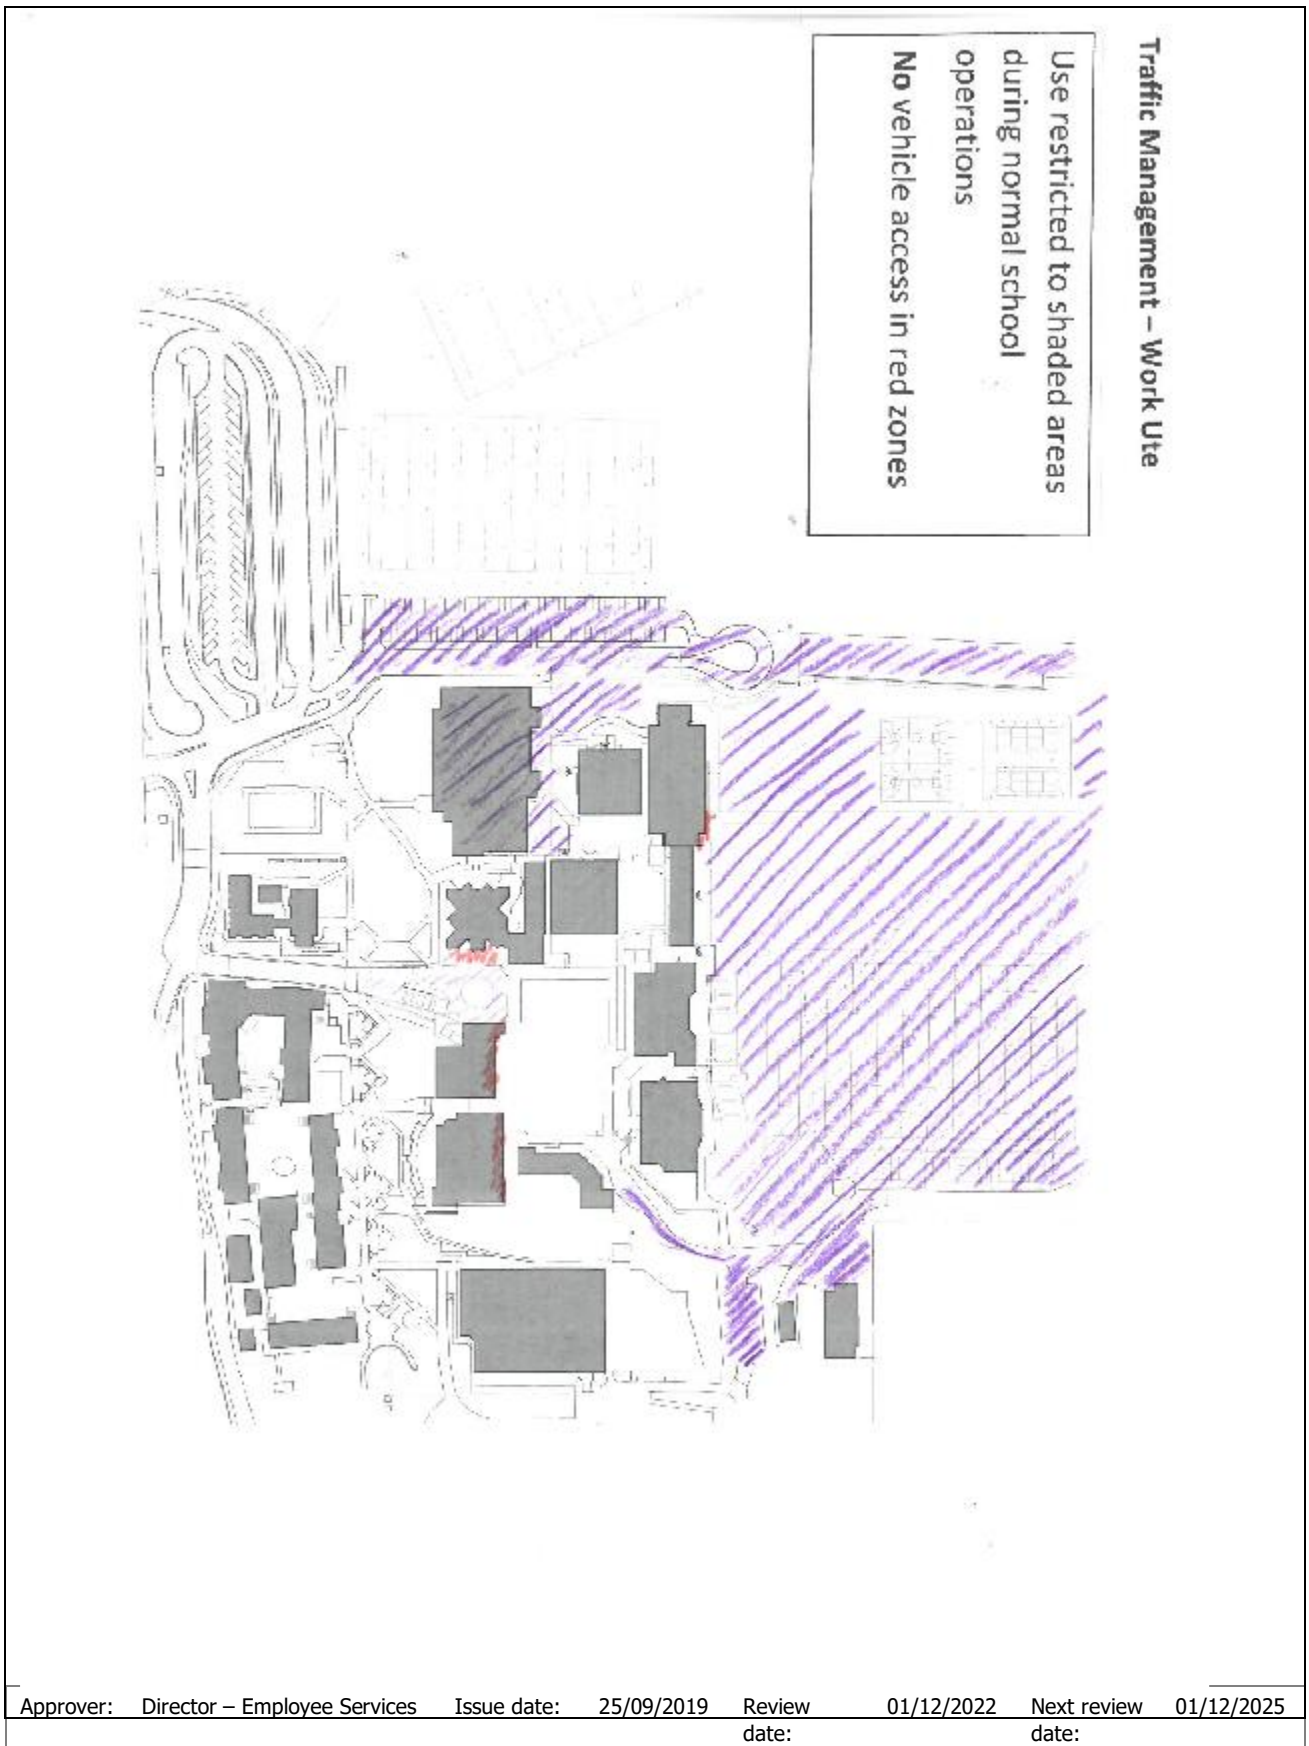 Traffic Management – Work Ute
Use restricted to shaded areas
during normal school
operations
No vehicle access in red zones
Approver: Director – Employee Services Issue date: 25/09/2019 Review date: 01/12/2022 Next review date: 01/12/2025